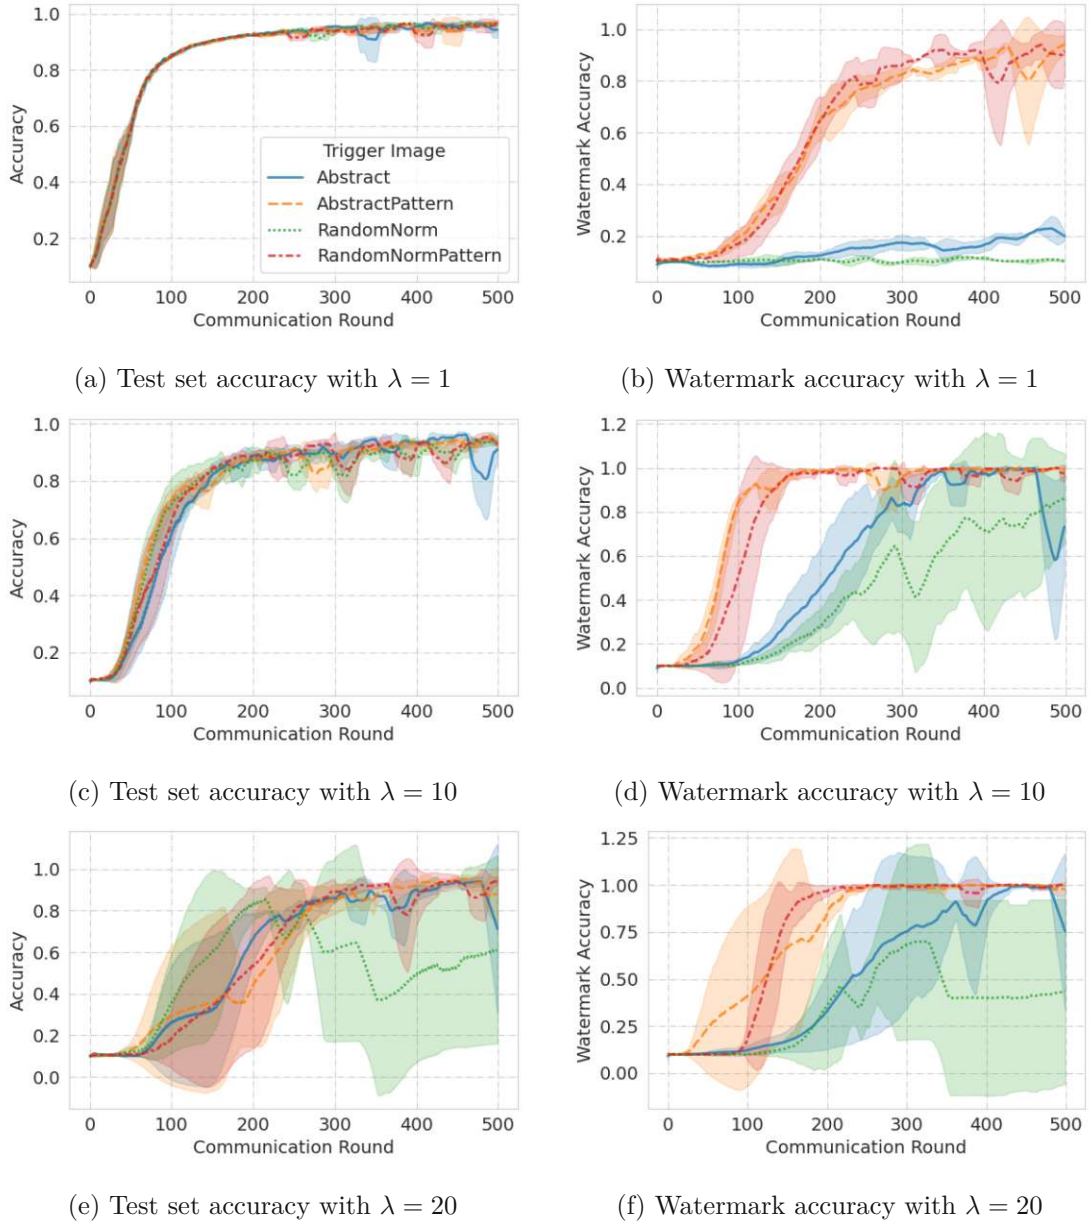 1.0
0.8
0.6
0.4
0.2
Accuracy
Trigger Image
Abstract
AbstractPattern
RandomNorm
RandomNormPattern
0 100 200 300 400 500
Communication Round
(a) Test set accuracy with λ = 1
1.0
0.8
0.6
0.4
0.2
Watermark Accuracy
0 100 200 300 400 500
Communication Round
(b) Watermark accuracy with λ = 1
1.0
0.8
0.6
0.4
0.2
Accuracy
0 100 200 300 400 500
Communication Round
(c) Test set accuracy with λ = 10
1.2
1.0
0.8
0.6
0.4
0.2
0.0
Watermark Accuracy
0 100 200 300 400 500
Communication Round
(d) Watermark accuracy with λ = 10
1.0
0.8
0.6
0.4
0.2
0.0
Accuracy
0 100 200 300 400 500
Communication Round
(e) Test set accuracy with λ = 20
1.25
1.00
0.75
0.50
0.25
0.00
Watermark Accuracy
0 100 200 300 400 500
Communication Round
(f) Watermark accuracy with λ = 20